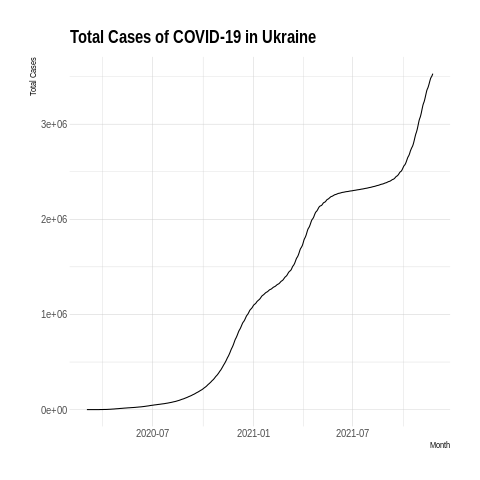 Total Cases of COVID-19 in Ukraine
Total Cases
3e+06
2e+06
1e+06
0e+00
2020-07
2021-01
2021-07
Month